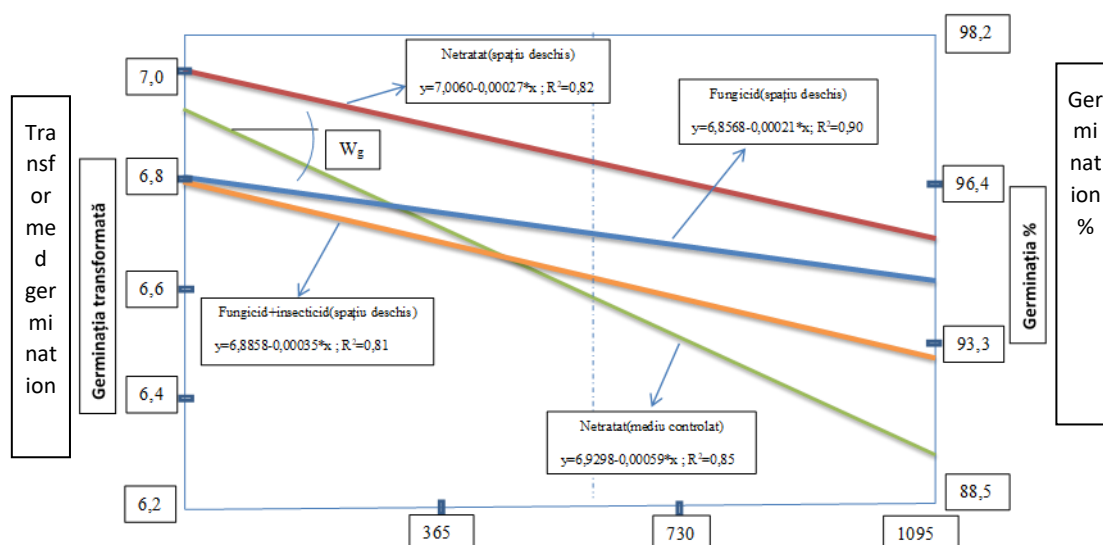 98,2
7,0
Netratat(spațiu deschis)
y=7,0060-0,00027*x ; R²=0,82
Fungicid(spațiu deschis)
y=6,8568-0,00021*x; R²=0,90
Tra
nsf
or
me
d
ger
mi
nat
ion
Germinația transformată
W_g
6,8
96,4
Ger
mi
nat
ion
%
Germinația %
6,6
Fungicid+insecticid(spațiu deschis)
y=6,8858-0,00035*x ; R²=0,81
93,3
6,4
Netratat(mediu controlat)
y=6,9298-0,00059*x ; R²=0,85
6,2
88,5
365
730
1095